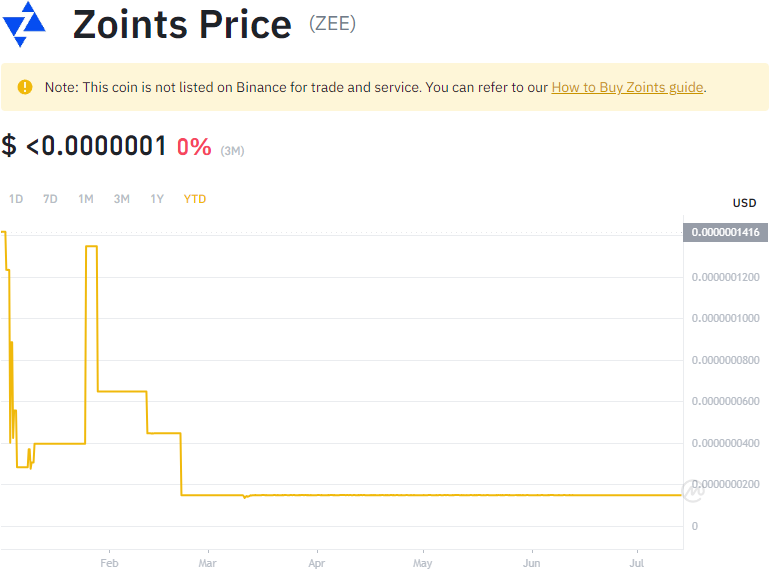 Zoints Price (ZEE)
Note: This coin is not listed on Binance for trade and service. You can refer to our How to Buy Zoints guide.
$ <0.0000001 0% (3M)
1D 7D 1M 3M 1Y YTD
USD
0.0000001416
0.0000001200
0.0000001000
0.0000000800
0.0000000600
0.0000000400
0.0000000200
0
Feb Mar Apr May Jun Jul